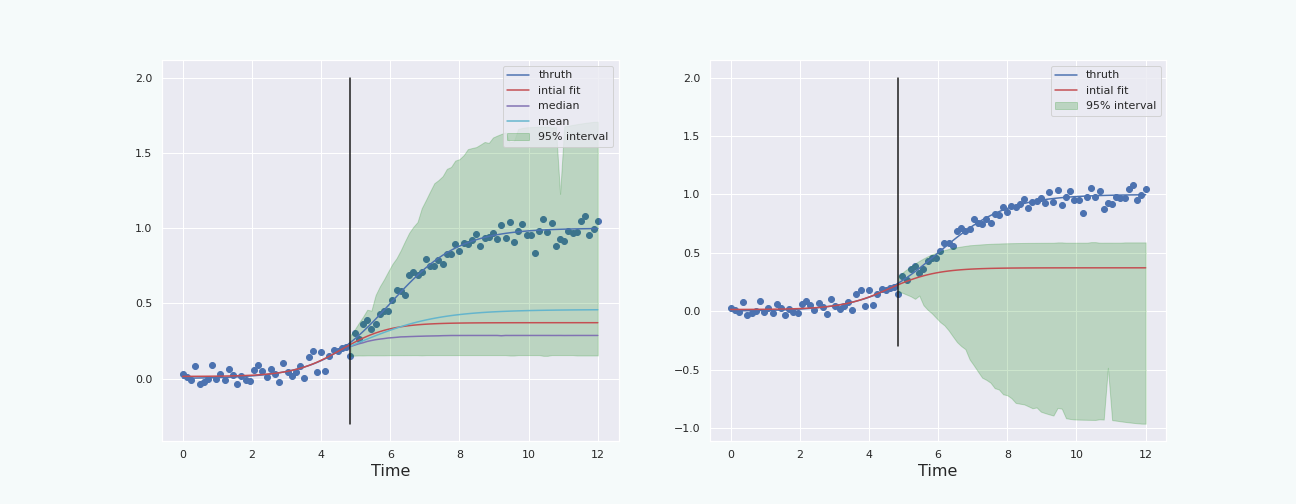 2.0
1.5
1.0
0.5
0.0
0 2 4 6 8 10 12
Time
thruth
intial fit
median
mean
95% interval
2.0
1.5
1.0
0.5
0.0
−0.5
−1.0
0 2 4 6 8 10 12
Time
thruth
intial fit
95% interval